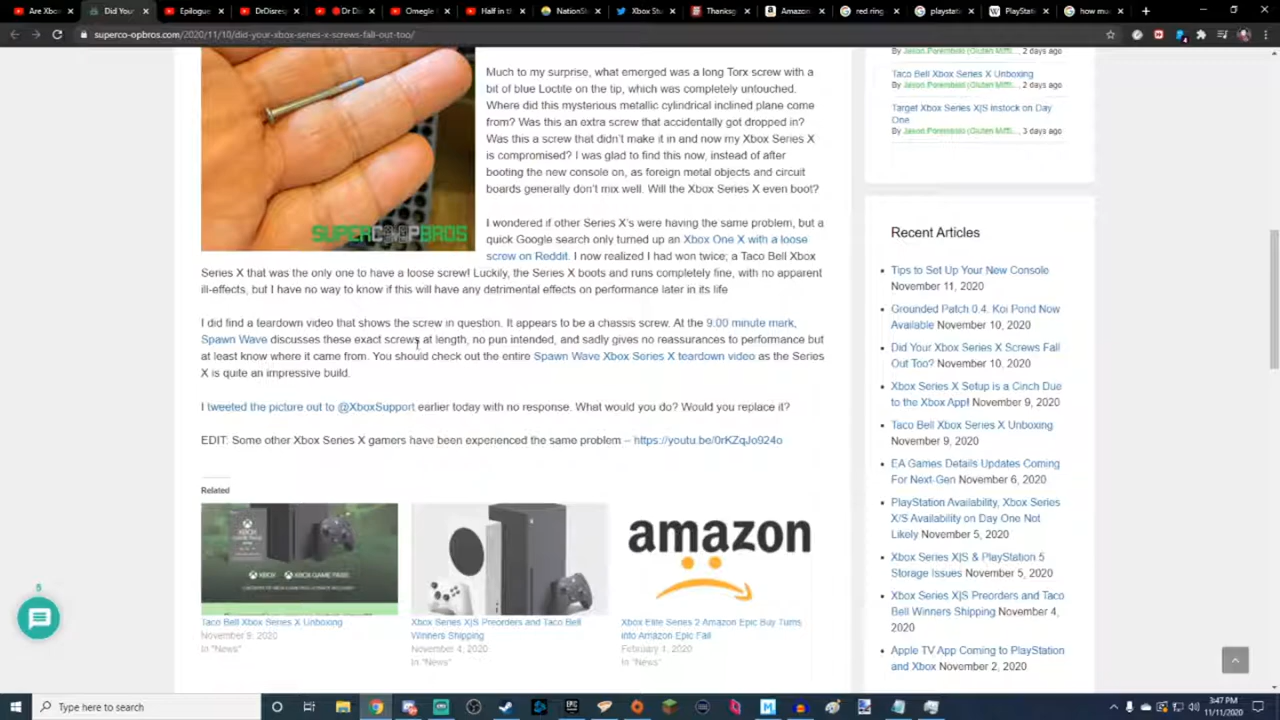 Are Xbo
Did You
Epilogue
DrDisres
Dr Di
Omegle
Half in th
NationSt
Xbox Stu
Thanksg
Amazon
red ring
playstati
PlayStati
how mu
superco-opbros.com/2020/11/10/did-your-xbox-series-x-screws-fall-out-too/
Much to my surprise, what emerged was a long Torx screw with a
bit of blue Loctite on the tip, which was completely untouched.
Where did this mysterious metallic cylindrical inclined plane come
from? Was this an extra screw that accidentally got dropped in?
Was this a screw that didn't make it in and now my Xbox Series X
is compromised? I was glad to find this now, instead of after
booting the new console on, as foreign metal objects and circuit
boards generally don't mix well. Will the Xbox Series X even boot?
SUPERCOOPBROS
I wondered if other Series X's were having the same problem, but a
quick Google search only turned up an Xbox One X with a loose
screw on Reddit. I now realized I had won twice; a Taco Bell Xbox
Series X that was the only one to have a loose screw! Luckily, the Series X boots and runs completely fine, with no apparent
ill-effects, but I have no way to know if this will have any detrimental effects on performance later in its life
I did find a teardown video that shows the screw in question. It appears to be a chassis screw. At the 9:00 minute mark,
Spawn Wave discusses these exact screws at length, no pun intended, and sadly gives no reassurances to performance but
at least know where it came from. You should check out the entire Spawn Wave Xbox Series X teardown video as the Series
X is quite an impressive build.
I tweeted the picture out to @XboxSupport earlier today with no response. What would you do? Would you replace it?
EDIT: Some other Xbox Series X gamers have been experienced the same problem – https://youtu.be/0rKZqJo924o
Related
XBOX XBOX GAME PASS
amazon
Taco Bell Xbox Series X Unboxing
November 9, 2020
In "News"
Xbox Series X|S Preorders and Taco Bell
Winners Shipping
November 4, 2020
In "News"
Xbox Elite Series 2 Amazon Epic Buy Turns
into Amazon Epic Fail
February 4, 2020
In "News"
2 days ago
Taco Bell Xbox Series X Unboxing
By 2 days ago
Target Xbox Series X|S Instock on Day
One
By 3 days ago
Recent Articles
Tips to Set Up Your New Console
November 11, 2020
Grounded Patch 0.4. Koi Pond Now
Available November 10, 2020
Did Your Xbox Series X Screws Fall
Out Too? November 10, 2020
Xbox Series X Setup is a Cinch Due
to the Xbox App! November 9, 2020
Taco Bell Xbox Series X Unboxing
November 9, 2020
EA Games Details Updates Coming
For Next-Gen November 6, 2020
PlayStation Availability, Xbox Series
X/S Availability on Day One Not
Likely November 5, 2020
Xbox Series X|S & PlayStation 5
Storage Issues November 5, 2020
Xbox Series X|S Preorders and Taco
Bell Winners Shipping November 4,
2020
Apple TV App Coming to PlayStation
and Xbox November 2, 2020
5
Type here to search
3:47 PM
11/11/2020